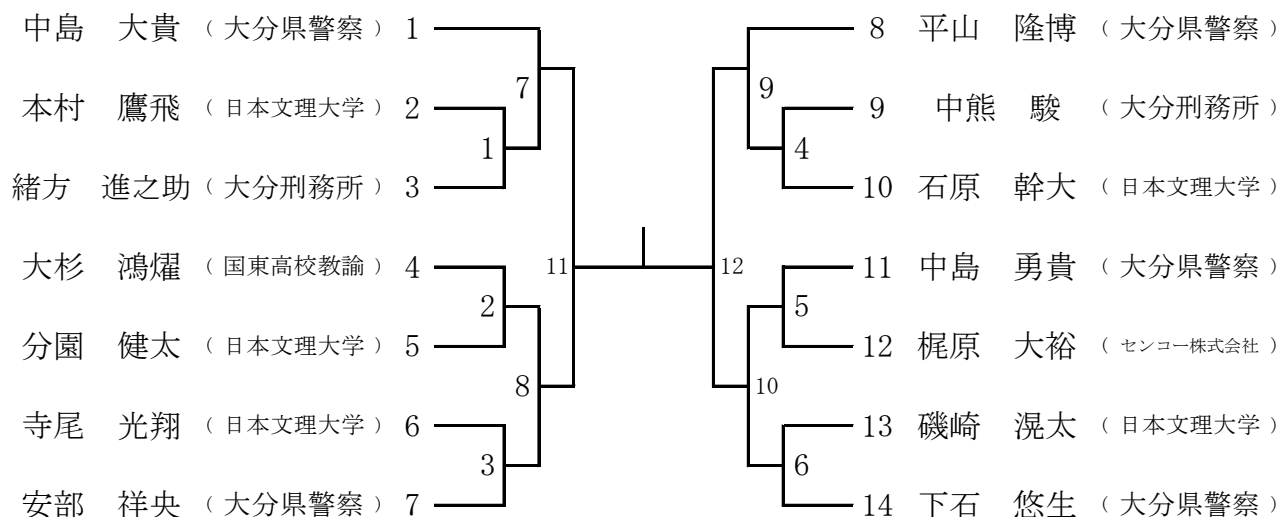 中島 大貴 （ 大分県警察 ） 1
本村 鷹飛 （ 日本文理大学 ） 2
緒方 進之助 （ 大分刑務所 ） 3
大杉 鴻燿 （ 国東高校教諭 ） 4
分園 健太 （ 日本文理大学 ） 5
寺尾 光翔 （ 日本文理大学 ） 6
安部 祥央 （ 大分県警察 ） 7
7
1
2
8
3
11
12
9
4
5
10
6
8 平山 隆博 （ 大分県警察 ）
9 中熊 駿 （ 大分刑務所 ）
10 石原 幹大 （ 日本文理大学 ）
11 中島 勇貴 （ 大分県警察 ）
12 梶原 大裕 （ センコー株式会社 ）
13 磯崎 滉太 （ 日本文理大学 ）
14 下石 悠生 （ 大分県警察 ）